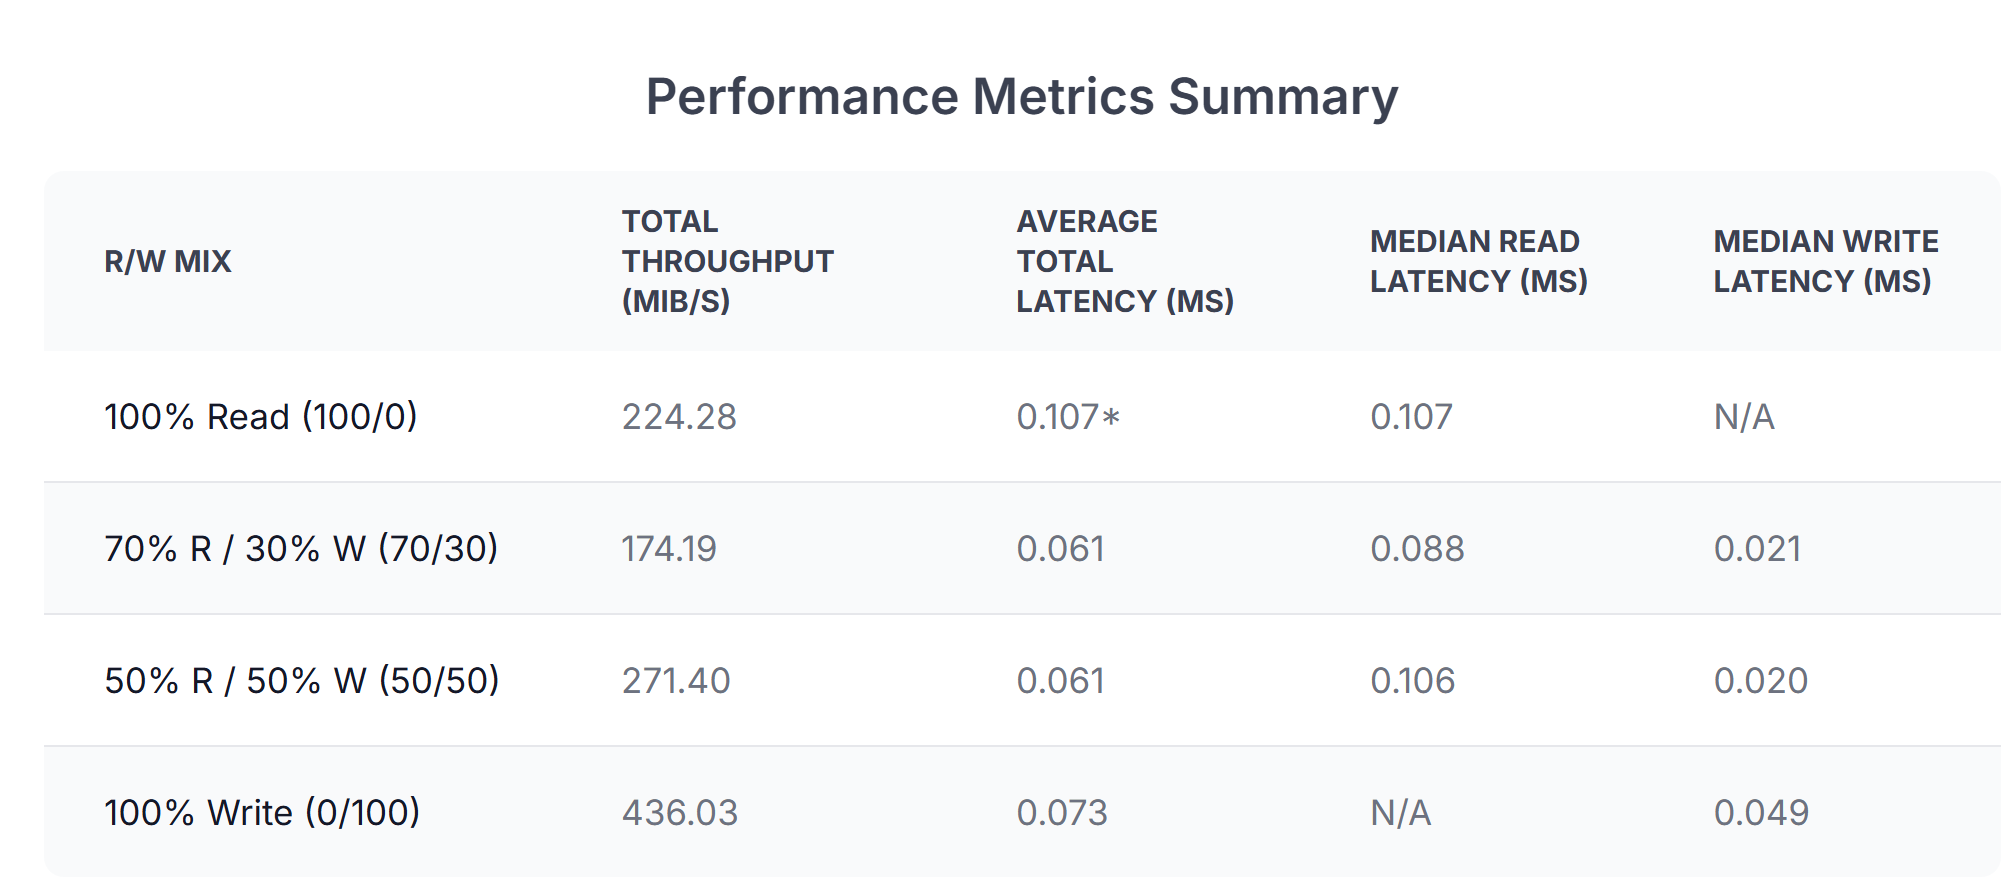 Performance Metrics Summary
R/W MIX
TOTAL
THROUGHPUT
(MIB/S)
AVERAGE
TOTAL
LATENCY (MS)
MEDIAN READ
LATENCY (MS)
MEDIAN WRITE
LATENCY (MS)
100% Read (100/0) 224.28 0.107* 0.107 N/A
70% R / 30% W (70/30) 174.19 0.061 0.088 0.021
50% R / 50% W (50/50) 271.40 0.061 0.106 0.020
100% Write (0/100) 436.03 0.073 N/A 0.049